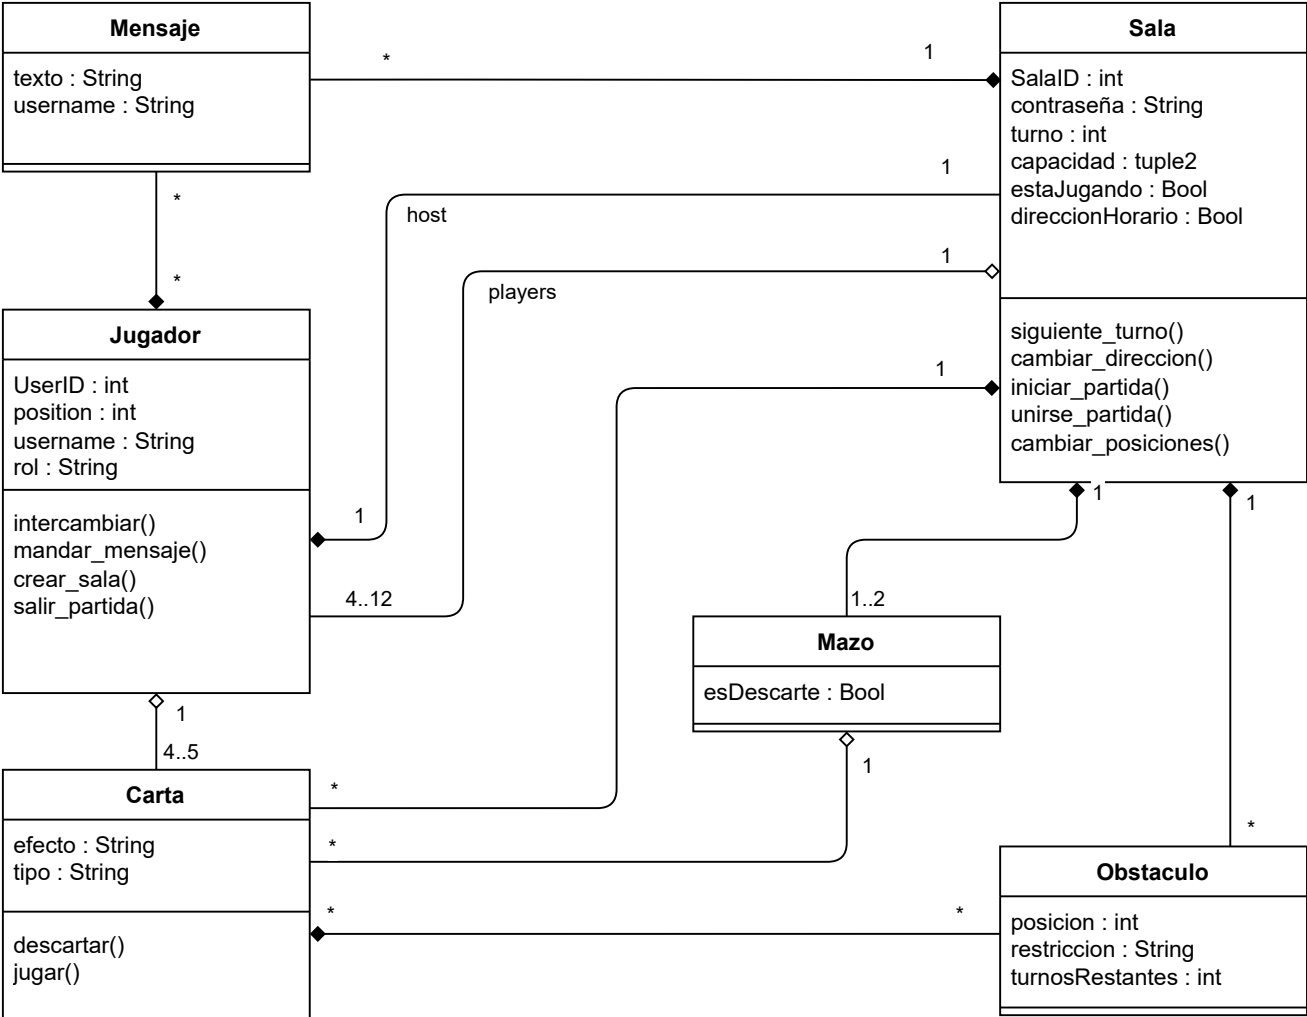 Mensaje
texto : String
username : String
*
1
Sala
SalaID : int
contraseña : String
turno : int
capacidad : tuple2
estaJugando : Bool
direccionHorario : Bool
siguiente_turno()
cambiar_direccion()
iniciar_partida()
unirse_partida()
cambiar_posiciones()
1
host
1
players
1
*
*
Jugador
UserID : int
position : int
username : String
rol : String
intercambiar()
mandar_mensaje()
crear_sala()
salir_partida()
1
4..12
1
1
1..2
Mazo
esDescarte : Bool
1
1
4..5
Carta
efecto : String
tipo : String
descartar()
jugar()
*
*
*
*
*
Obstaculo
posicion : int
restriccion : String
turnosRestantes : int